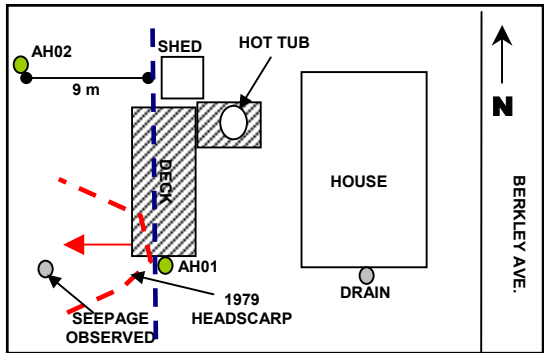 AH02
SHED
HOT TUB
9 m
N
DECK
HOUSE
BERKLEY AVE.
AH01
DRAIN
1979
HEADSCARP
SEEPAGE
OBSERVED